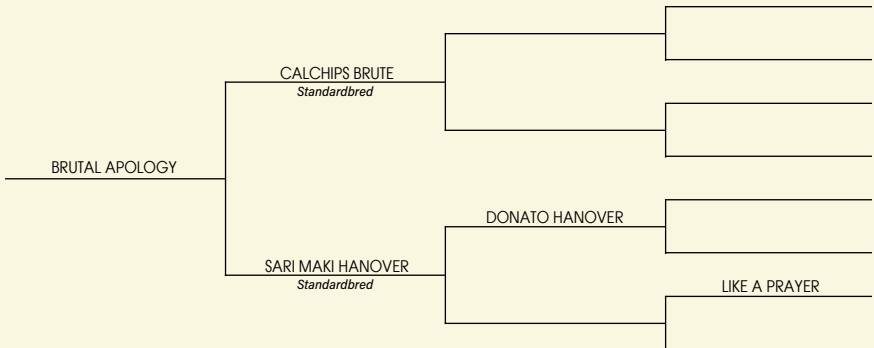 CALCHIPS BRUTE
Standardbred
BRUTAL APOLOGY
DONATO HANOVER
SARI MAKI HANOVER
Standardbred
LIKE A PRAYER